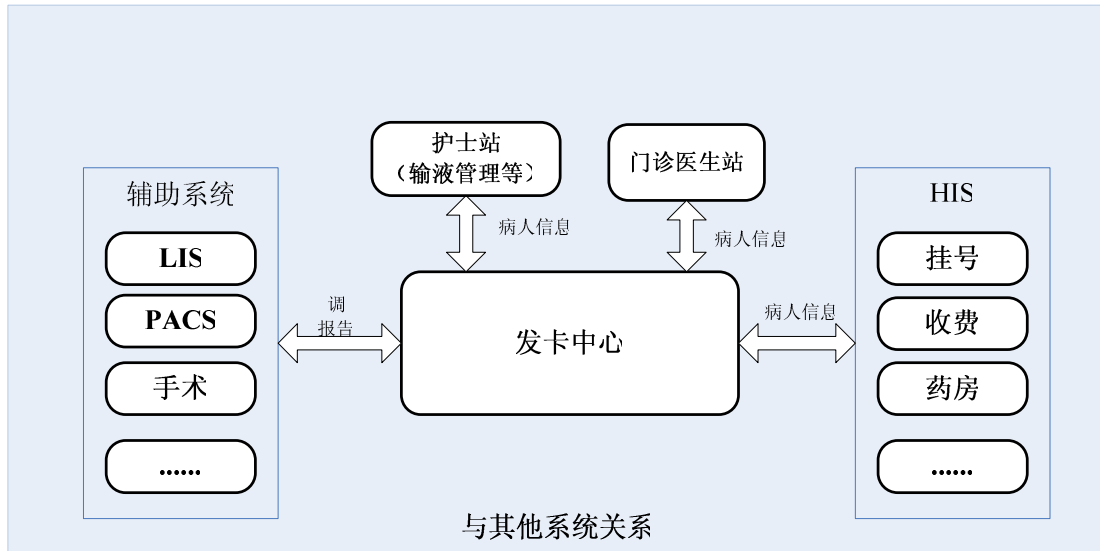 护士站
（输液管理等）
门诊医生站
辅助系统
LIS
PACS
手术
......
病人信息
病人信息
调
报告
发卡中心
病人信息
HIS
挂号
收费
药房
......
与其他系统关系